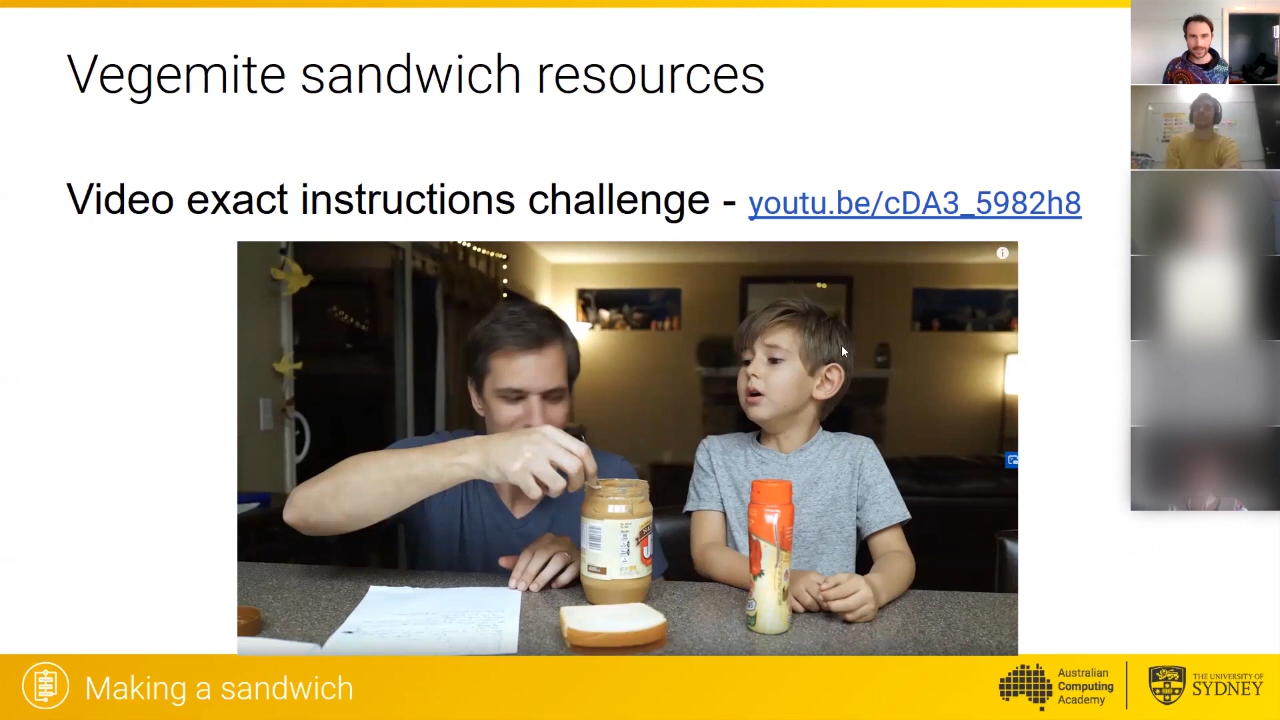 Vegemite sandwich resources
Video exact instructions challenge - youtu.be/cDA3_5982h8
Making a sandwich
Australian
Computing
Academy
THE UNIVERSITY OF
SYDNEY